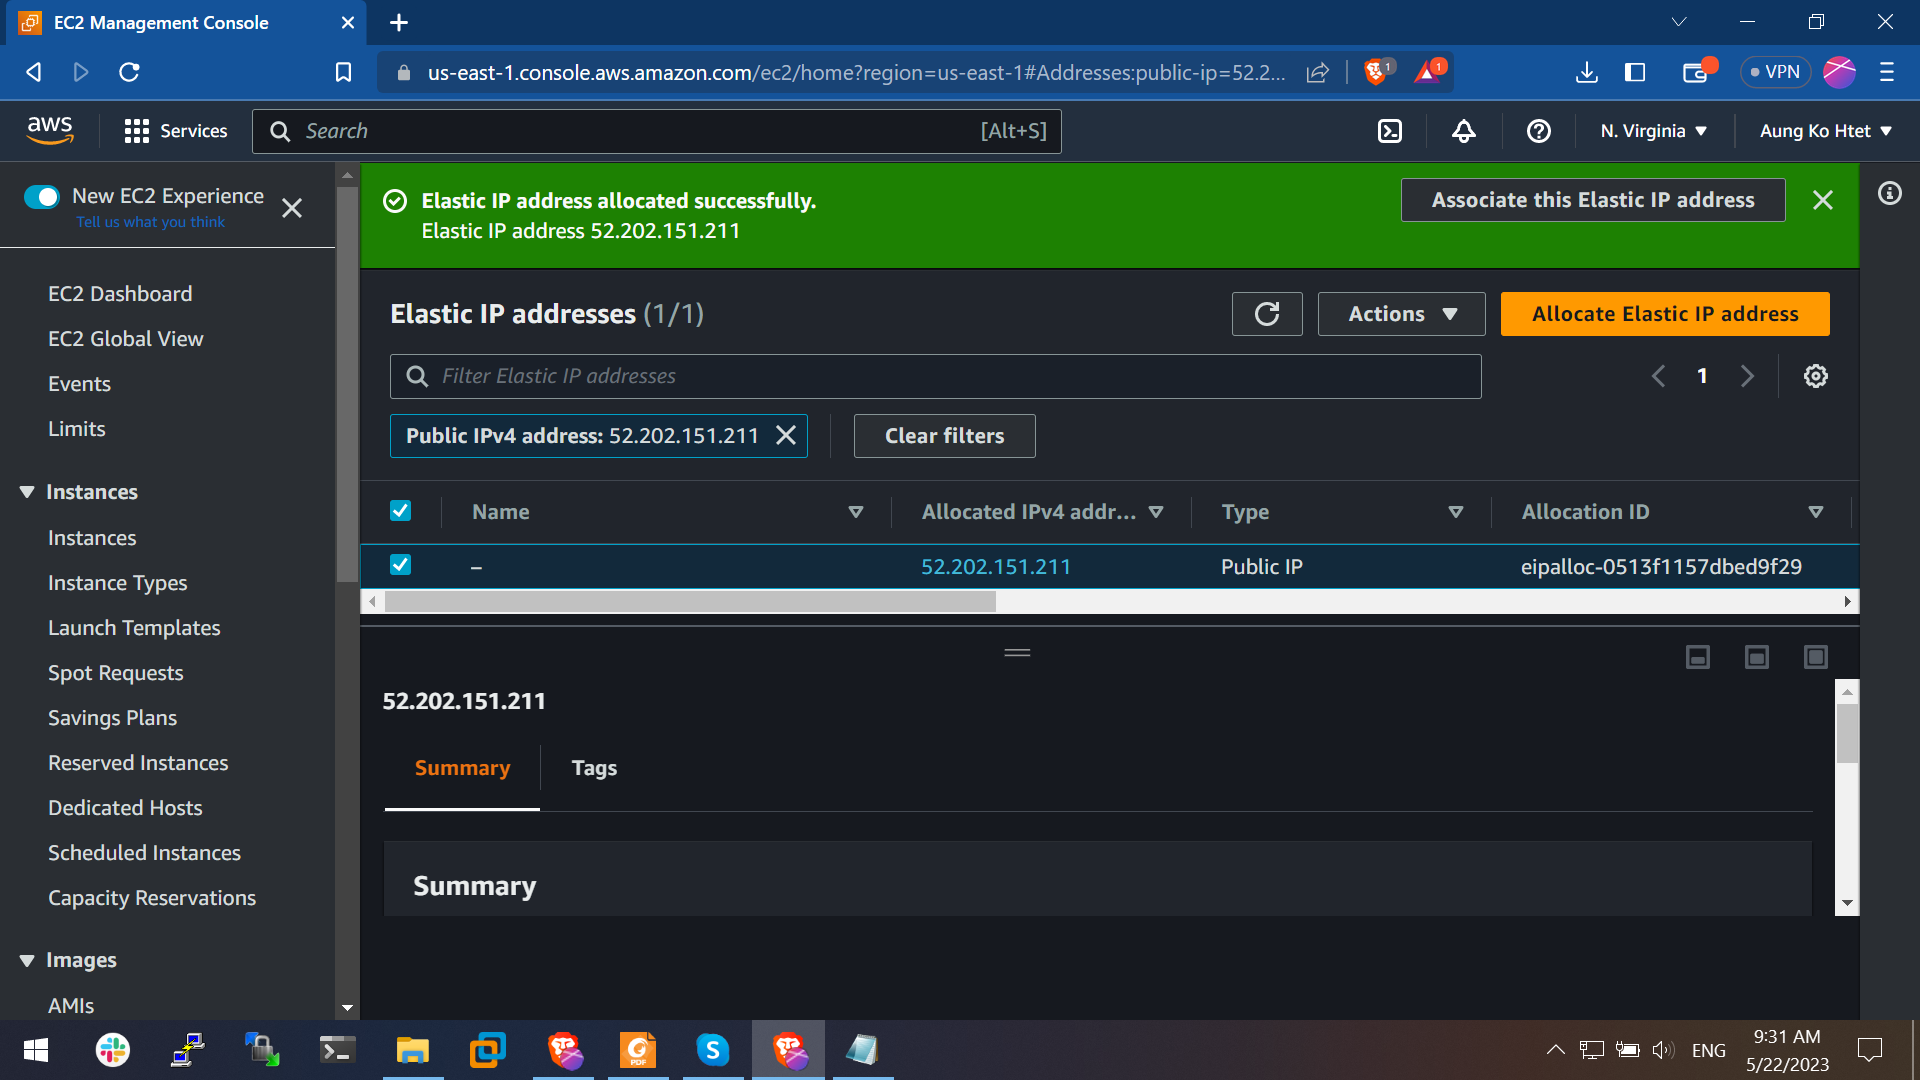 EC2 Management Console
us-east-1.console.aws.amazon.com/ec2/home?region=us-east-1#Addresses:public-ip=52.2...
1
1
VPN
aws
Services
Search
[Alt+S]
N. Virginia
Aung Ko Htet
New EC2 Experience
Tell us what you think
EC2 Dashboard
EC2 Global View
Events
Limits
Instances
Instances
Instance Types
Launch Templates
Spot Requests
Savings Plans
Reserved Instances
Dedicated Hosts
Scheduled Instances
Capacity Reservations
Images
AMIs
Elastic IP address allocated successfully.
Elastic IP address 52.202.151.211
Associate this Elastic IP address
Elastic IP addresses (1/1)
Actions
Allocate Elastic IP address
Filter Elastic IP addresses
1
Public IPv4 address: 52.202.151.211
Clear filters
Name
Allocated IPv4 addr...
Type
Allocation ID
–
52.202.151.211
Public IP
eipalloc-0513f1157dbed9f29
52.202.151.211
Summary
Tags
Summary
PDF
S
ENG
9:31 AM
5/22/2023